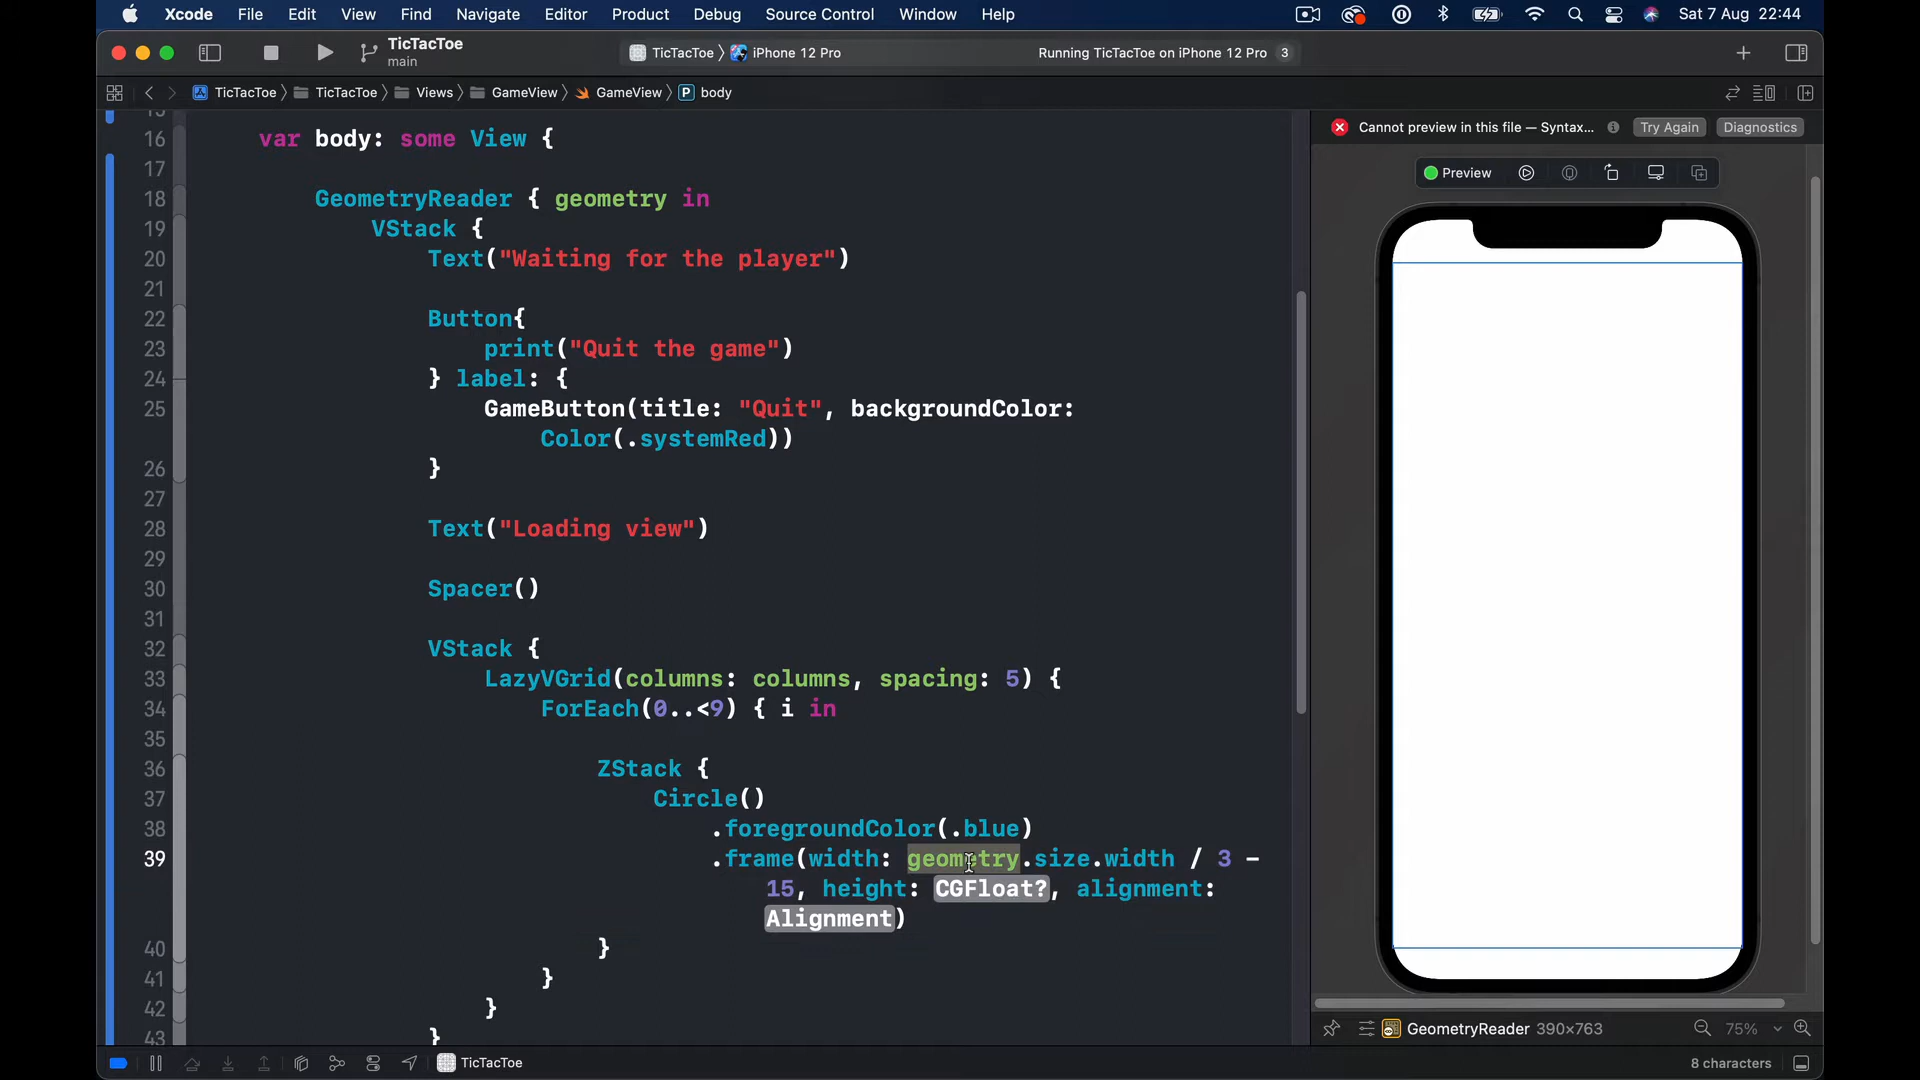 Xcode File Edit View Find Navigate Editor Product Debug Source Control Window Help Sat 7 Aug 22:44
TicTacToe
main
TicTacToe 〉 iPhone 12 Pro Running TicTacToe on iPhone 12 Pro 3
TicTacToe 〉 TicTacToe 〉 Views 〉 GameView 〉 GameView 〉 P body
15
16 var body: some View {
17
18 GeometryReader { geometry in
19 VStack {
20 Text("Waiting for the player")
21
22 Button{
23 print("Quit the game")
24 } label: {
25 GameButton(title: "Quit", backgroundColor:
Color(.systemRed))
26 }
27
28 Text("Loading view")
29
30 Spacer()
31
32 VStack {
33 LazyVGrid(columns: columns, spacing: 5) {
34 ForEach(0..<9) { i in
35
36 ZStack {
37 Circle()
38 .foregroundColor(.blue)
39 .frame(width: geometry.size.width / 3 -
15, height: CGFloat?, alignment:
Alignment)
40 }
41 }
42 }
43 }
Cannot preview in this file — Syntax... Try Again Diagnostics
Preview
GeometryReader 390×763 75%
TicTacToe 8 characters